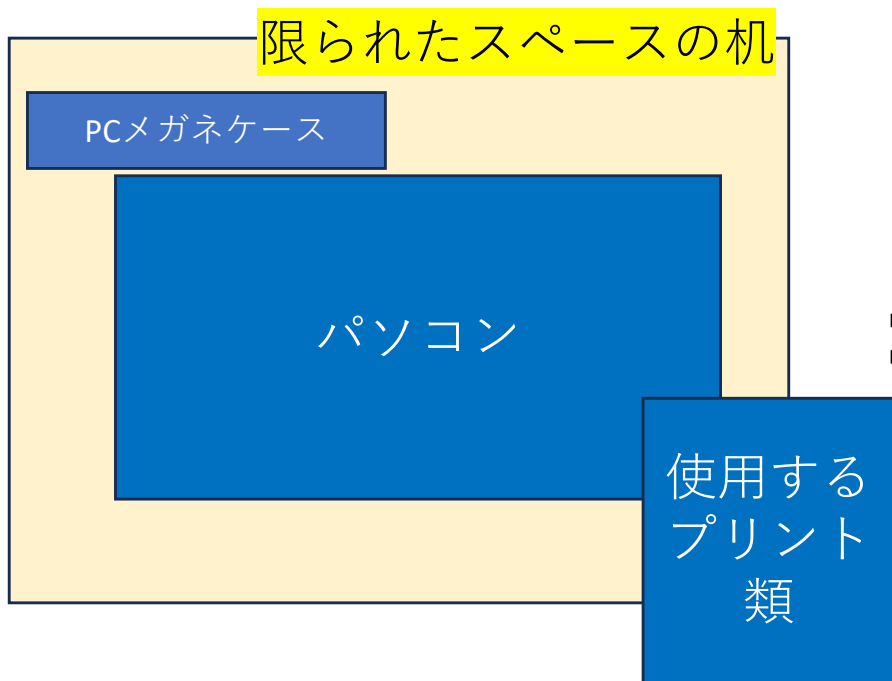 限られたスペースの机
PCメガネケース
パソコン
使用する
プリント
類